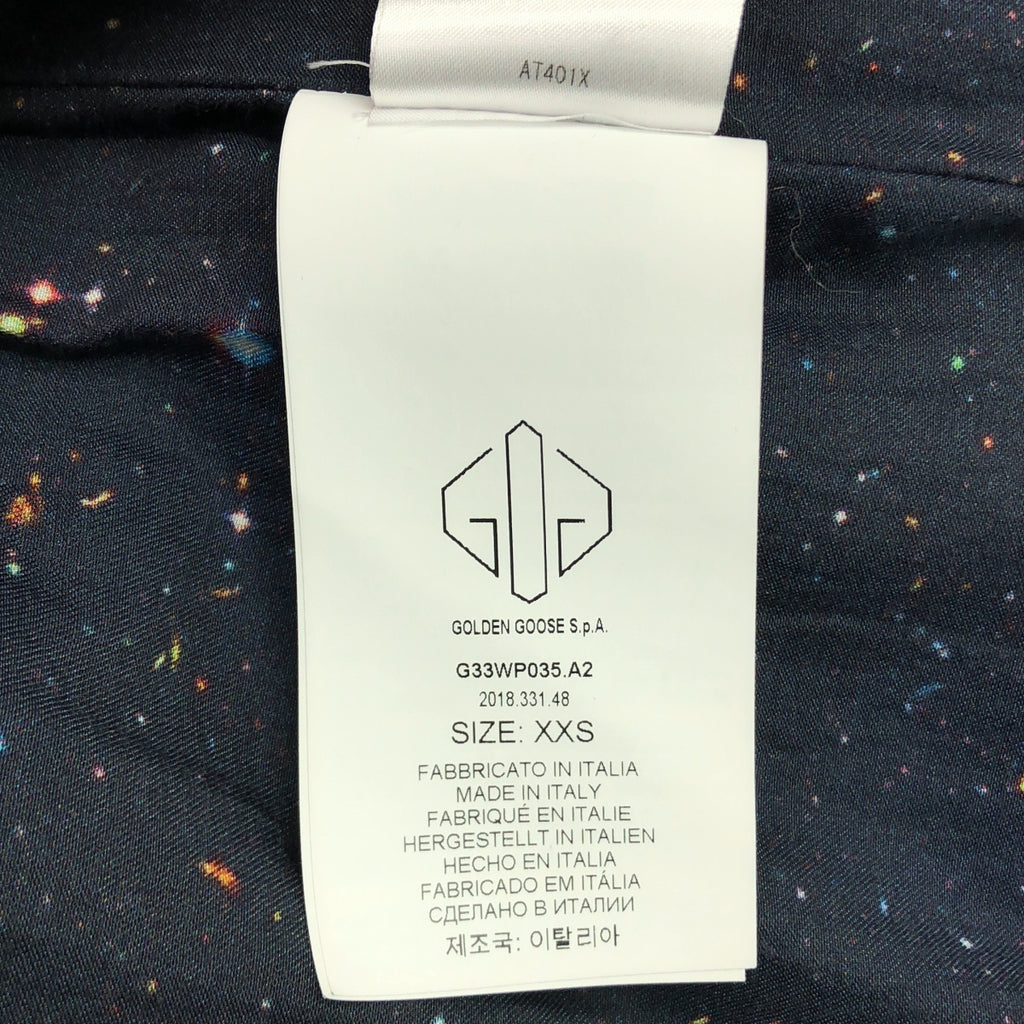 AT401X
GOLDEN GOOSE S.p.A.
G33WP035.A2
2018.331.48
SIZE: XXS
FABBRICATO IN ITALIA
MADE IN ITALY
FABRIQUÉ EN ITALIE
HERGESTELLT IN ITALIEN
HECHO EN ITALIA
FABRICADO EM ITÁLIA
СДЕЛАНО В ИТАЛИИ
제조국: 이탈리아